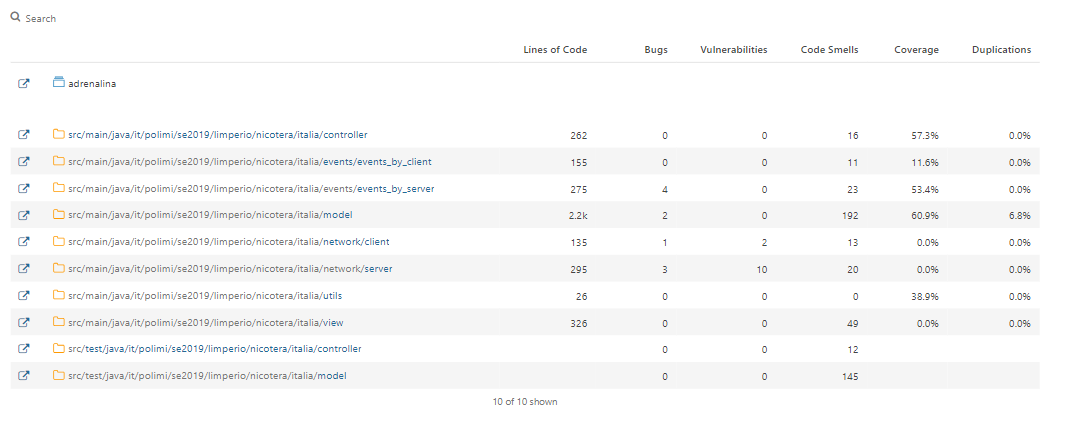 Search
Lines of Code Bugs Vulnerabilities Code Smells Coverage Duplications
adrenalina
src/main/java/it/polimi/se2019/limperio/nicotera/italia/controller 262 0 0 16 57.3% 0.0%
src/main/java/it/polimi/se2019/limperio/nicotera/italia/events/events_by_client 155 0 0 11 11.6% 0.0%
src/main/java/it/polimi/se2019/limperio/nicotera/italia/events/events_by_server 275 4 0 23 53.4% 0.0%
src/main/java/it/polimi/se2019/limperio/nicotera/italia/model 2.2k 2 0 192 60.9% 6.8%
src/main/java/it/polimi/se2019/limperio/nicotera/italia/network/client 135 1 2 13 0.0% 0.0%
src/main/java/it/polimi/se2019/limperio/nicotera/italia/network/server 295 3 10 20 0.0% 0.0%
src/main/java/it/polimi/se2019/limperio/nicotera/italia/utils 26 0 0 0 38.9% 0.0%
src/main/java/it/polimi/se2019/limperio/nicotera/italia/view 326 0 0 49 0.0% 0.0%
src/test/java/it/polimi/se2019/limperio/nicotera/italia/controller 0 0 12
src/test/java/it/polimi/se2019/limperio/nicotera/italia/model 0 0 145
10 of 10 shown